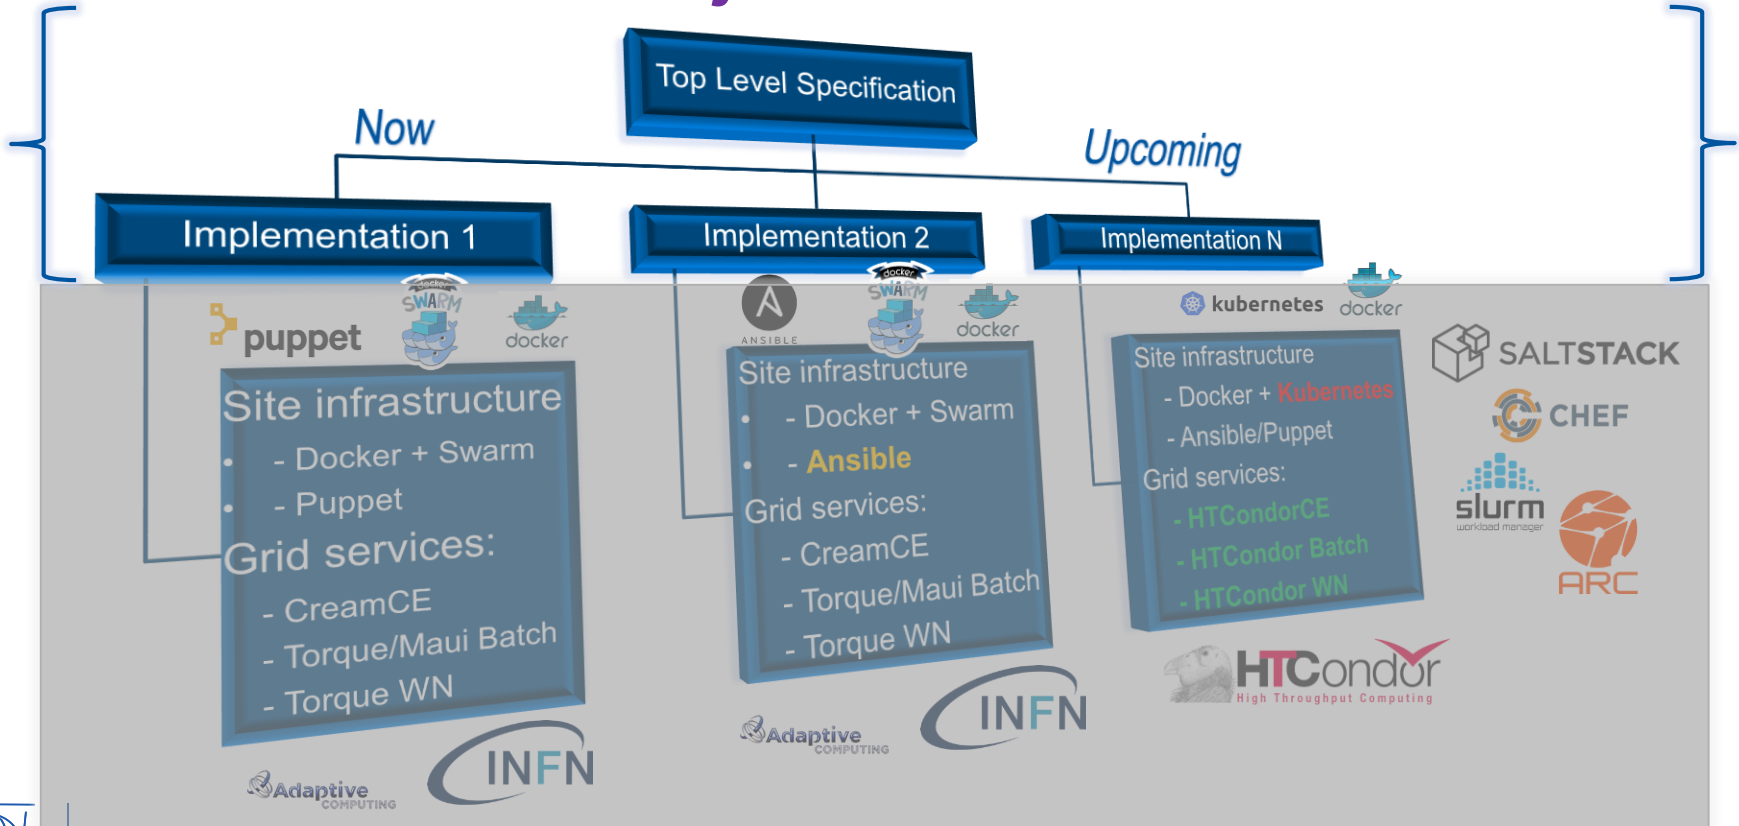 Top Level Specification
Now
Upcoming
Implementation 1
Implementation 2
Implementation N
puppet
docker
SWARM
docker
Site infrastructure
• - Docker + Swarm
• - Puppet
Grid services:
- CreamCE
- Torque/Maui Batch
- Torque WN
Adaptive
COMPUTING
INFN
ANSIBLE
docker
SWARM
docker
Site infrastructure
• - Docker + Swarm
• - Ansible
Grid services:
- CreamCE
- Torque/Maui Batch
- Torque WN
Adaptive
COMPUTING
INFN
kubernetes
docker
Site infrastructure
- Docker + Kubernetes
- Ansible/Puppet
Grid services:
- HTCondorCE
- HTCondor Batch
- HTCondor WN
HTCondor
High Throughput Computing
SALTSTACK
CHEF
slurm
workload manager
ARC